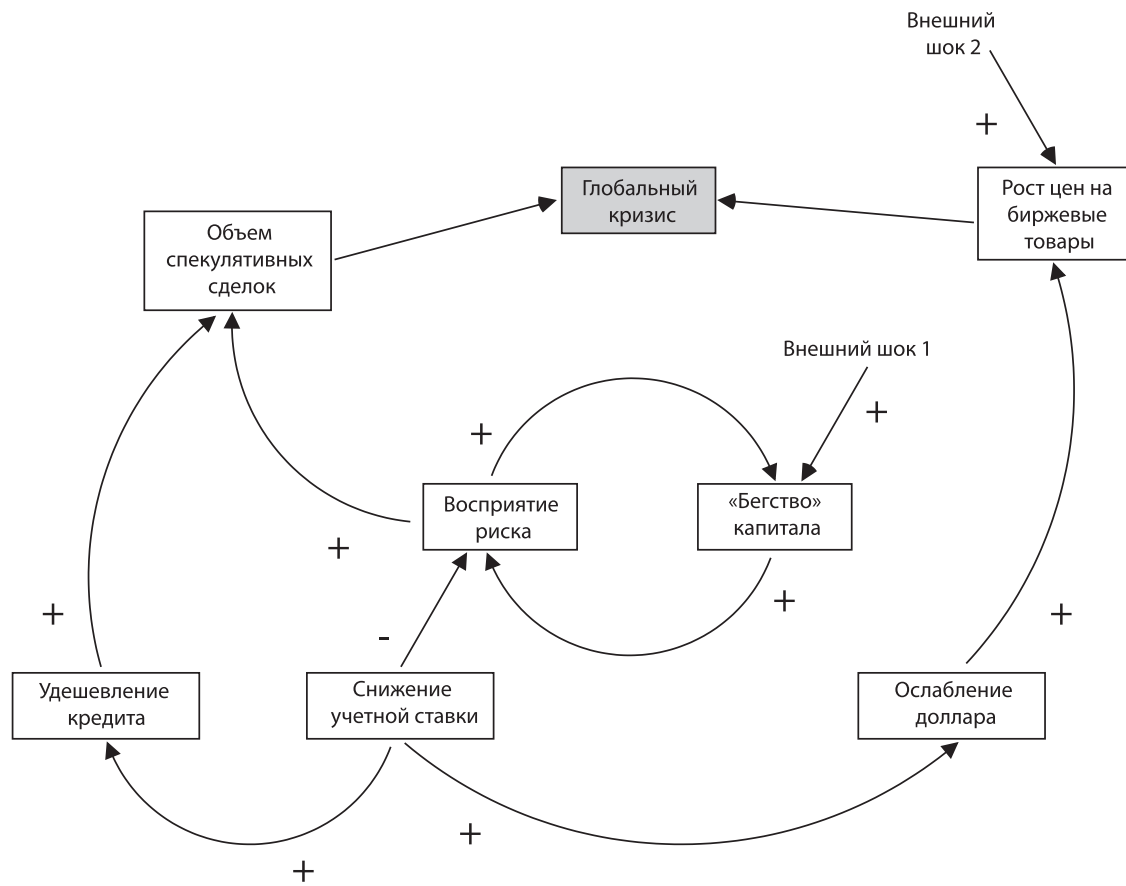 Внешний
шок 2
+
Глобальный
кризис
Рост цен на
биржевые
товары
Объем
спекулятивных
сделок
Внешний шок 1
+
+
Восприятие
риска
«Бегство»
капитала
+
+
+
-
+
Удешевление
кредита
Снижение
учетной ставки
Ослабление
доллара
+
+